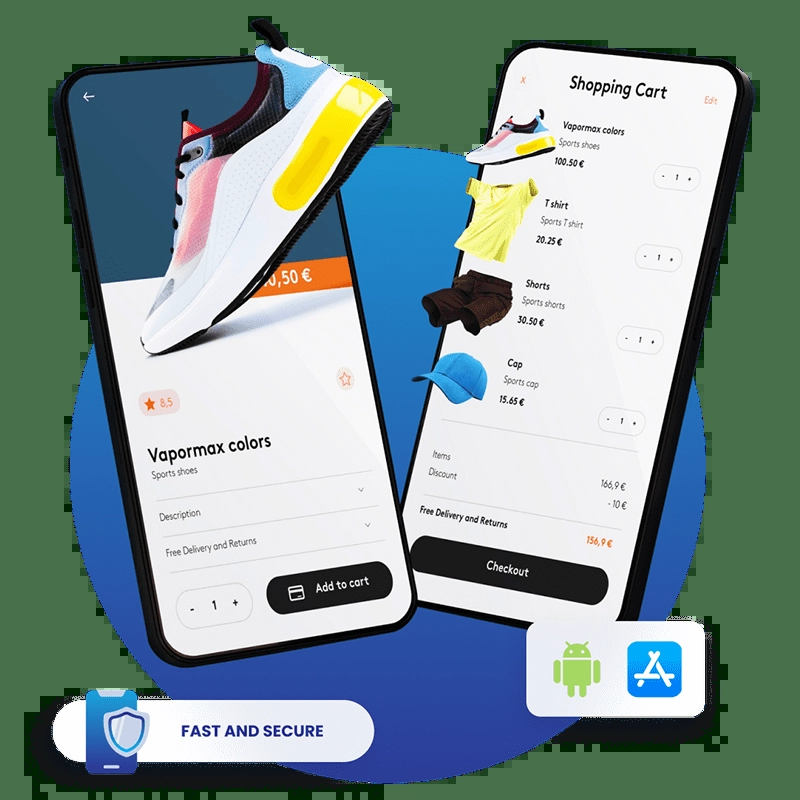 0,50 €
8,5
Vapormax colors
Sports shoes
Description
Free Delivery and Returns
- 1 +
Add to cart
x
Shopping Cart
Edit
Vapormax colors
Sports shoes
100.50 €
- 1 +
T shirt
Sports T shirt
20.25 €
- 1 +
Shorts
Sports shorts
30.50 €
- 1 +
Cap
Sports cap
15.65 €
- 1 +
Items
166,9 €
Discount
- 10 €
Free Delivery and Returns
156,9 €
Checkout
FAST AND SECURE